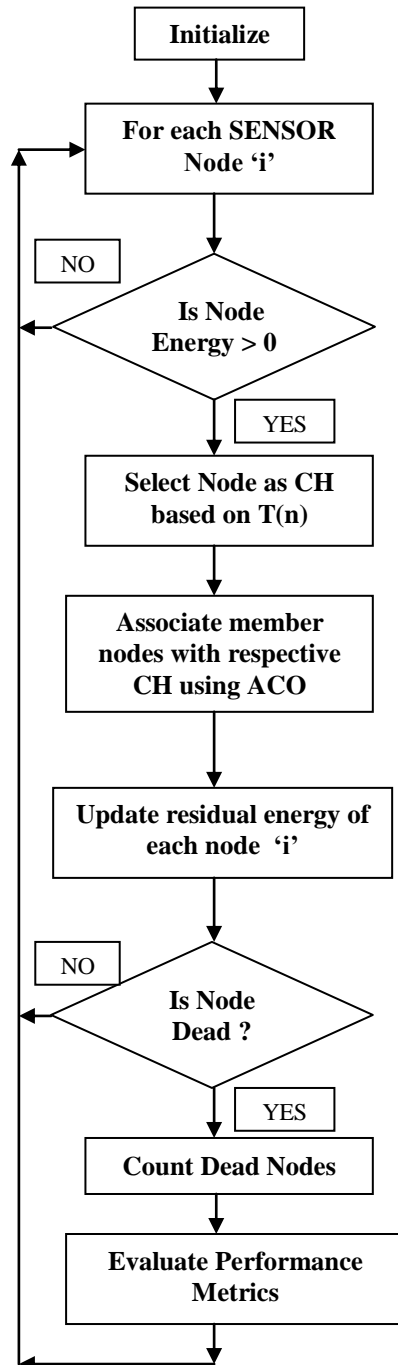 Initialize
For each SENSOR
Node ‘i’
NO
Is Node
Energy > 0
YES
Select Node as CH
based on T(n)
Associate member
nodes with respective
CH using ACO
Update residual energy of
each node ‘i’
NO
Is Node
Dead ?
YES
Count Dead Nodes
Evaluate Performance
Metrics